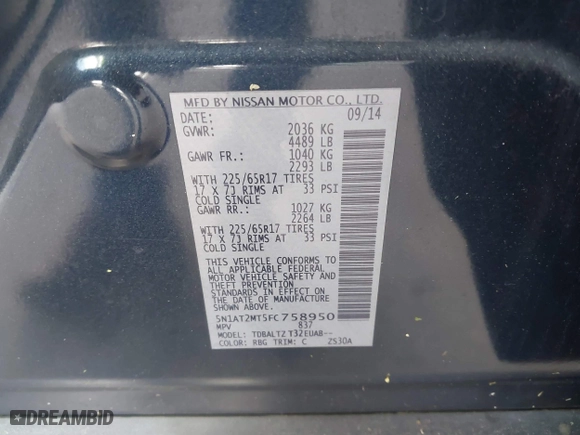 MFD BY NISSAN MOTOR CO., LTD.
DATE: 09/14
GVWR: 2036 KG
4489 LB
GAWR FR.: 1040 KG
2293 LB
WITH 225/65R17 TIRES
17 X 7J RIMS AT 33 PSI
COLD SINGLE
GAWR RR.: 1027 KG
2264 LB
WITH 225/65R17 TIRES
17 X 7J RIMS AT 33 PSI
COLD SINGLE
THIS VEHICLE CONFORMS TO
ALL APPLICABLE FEDERAL
MOTOR VEHICLE SAFETY AND
THEFT PREVENTION
STANDARDS IN EFFECT ON
THE DATE OF MANUFACTURE
SHOWN ABOVE.
5N1AT2MT5FC758950
MPV 837
MODEL: TDBALTZ T32EUAB--
COLOR: RBG TRIM: C 2S30A
DREAMBID